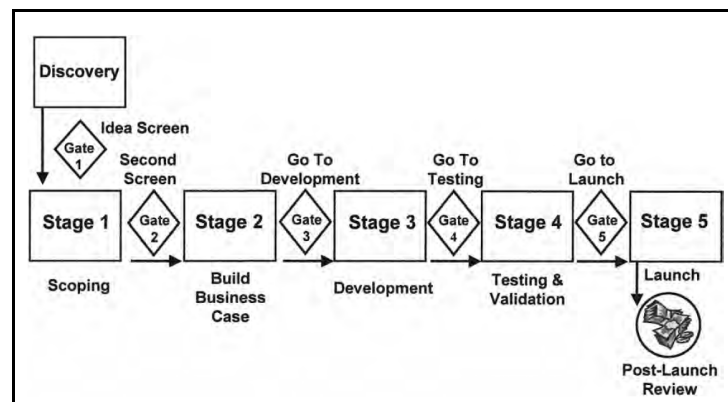 Discovery
Idea Screen
Gate
1
Second
Screen
Go To
Development
Go To
Testing
Go to
Launch
Stage 1
Gate
2
Stage 2
Gate
3
Stage 3
Gate
4
Stage 4
Gate
5
Stage 5
Scoping
Build
Business
Case
Development
Testing &
Validation
Launch
Post-Launch
Review